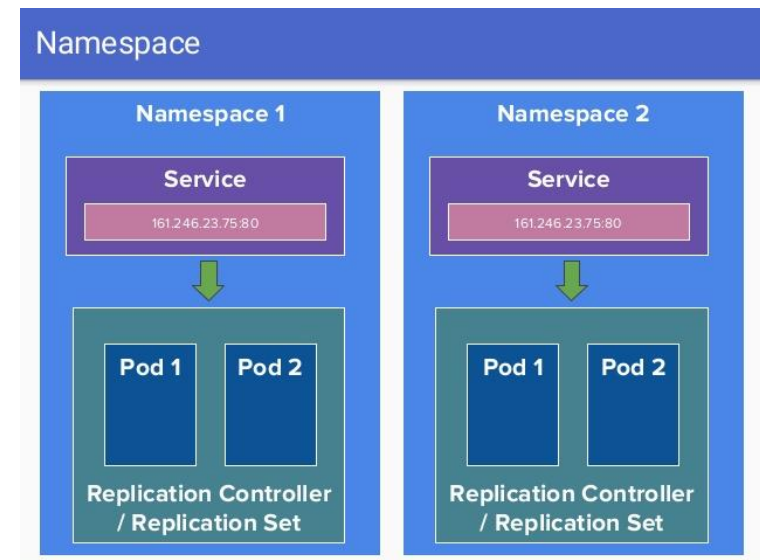 Namespace
Namespace 1
Service
161.246.23.75:80
Pod 1
Pod 2
Replication Controller
/ Replication Set
Namespace 2
Service
161.246.23.75:80
Pod 1
Pod 2
Replication Controller
/ Replication Set